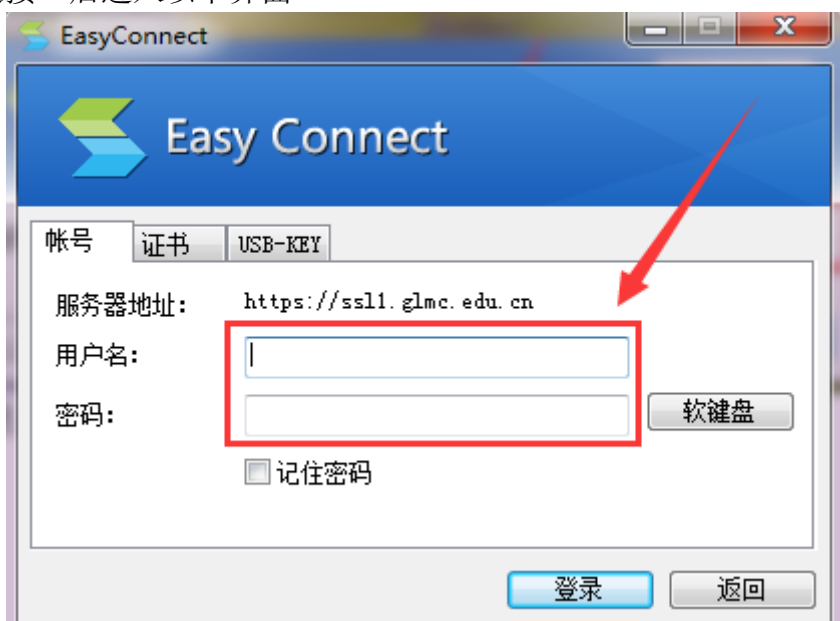 EasyConnect
Easy Connect
帐号 证书 USB-KEY
服务器地址: https://ssl1.glmc.edu.cn
用户名:
密码: 软键盘
记住密码
登录 返回